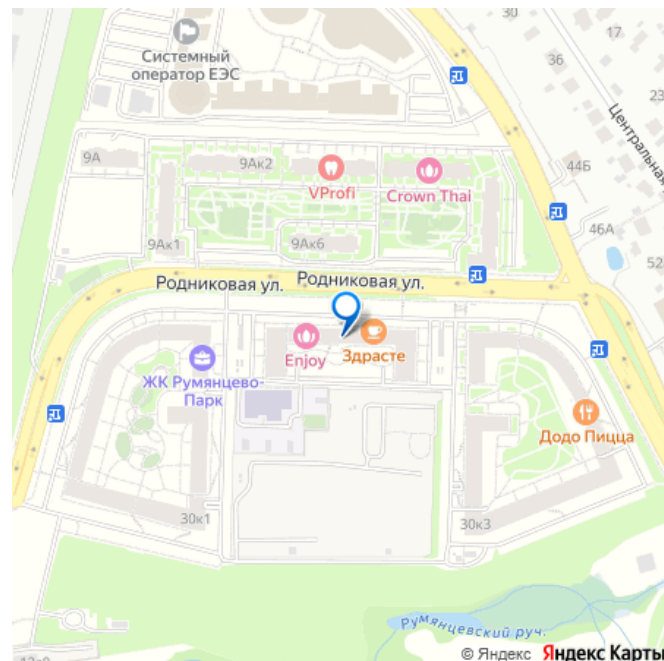 30
Системный
оператор ЕЭС
36
23
Центральная
9А
9Ак2
VProfi
Crown Thai
44Б
46А
9Ак1
9Ак6
52
Родниковая ул.
Родниковая ул.
Enjoy
Здрасте
ЖК Румянцево-
Парк
Додо Пицца
30к1
30к3
Румянцевский руч.
© Яндекс Яндекс Карты